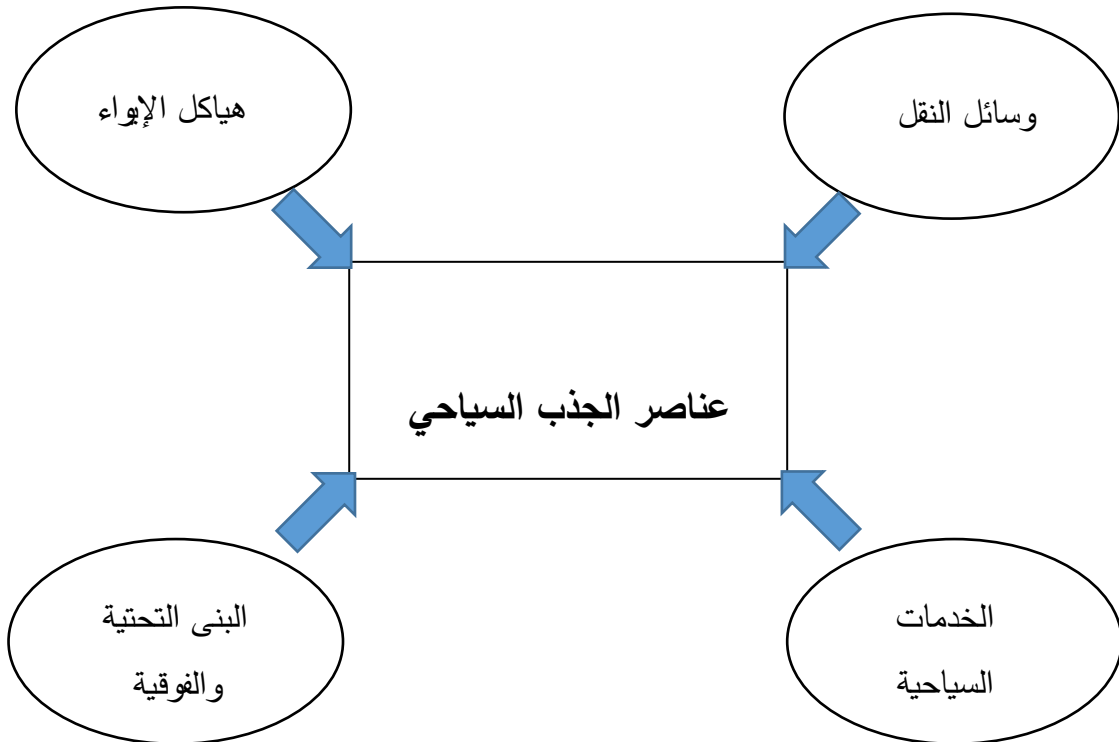 وسائل النقل
هياكل الإيواء
عناصر الجذب السياحي
الخدمات
السياحية
البنى التحتية
والفوقية